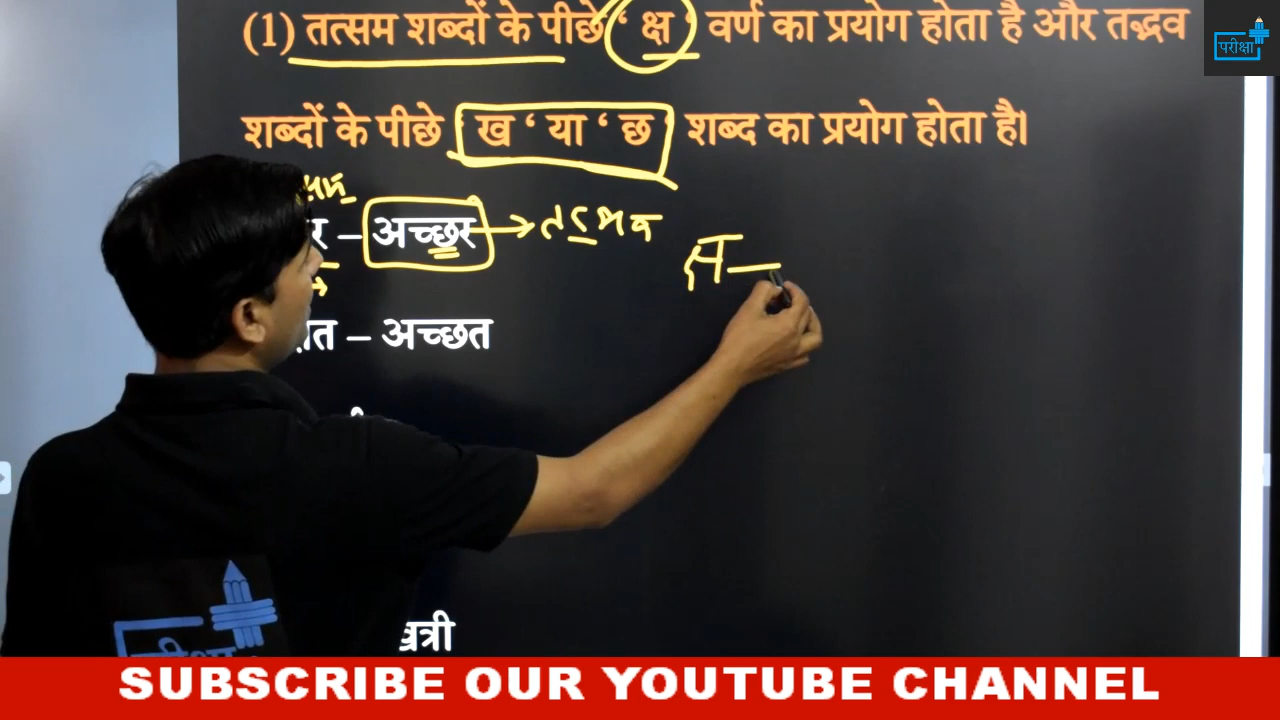 (1) तत्सम शब्दों के पीछे ‘ क्ष ‘ वर्ण का प्रयोग होता है और तद्भव
परीक्षा
शब्दों के पीछे ‘ ख ‘ या ‘ छ ‘ शब्द का प्रयोग होता है।
र – अच्छर → तद्भव
क्ष –
त – अच्छत
खत्री
SUBSCRIBE OUR YOUTUBE CHANNEL